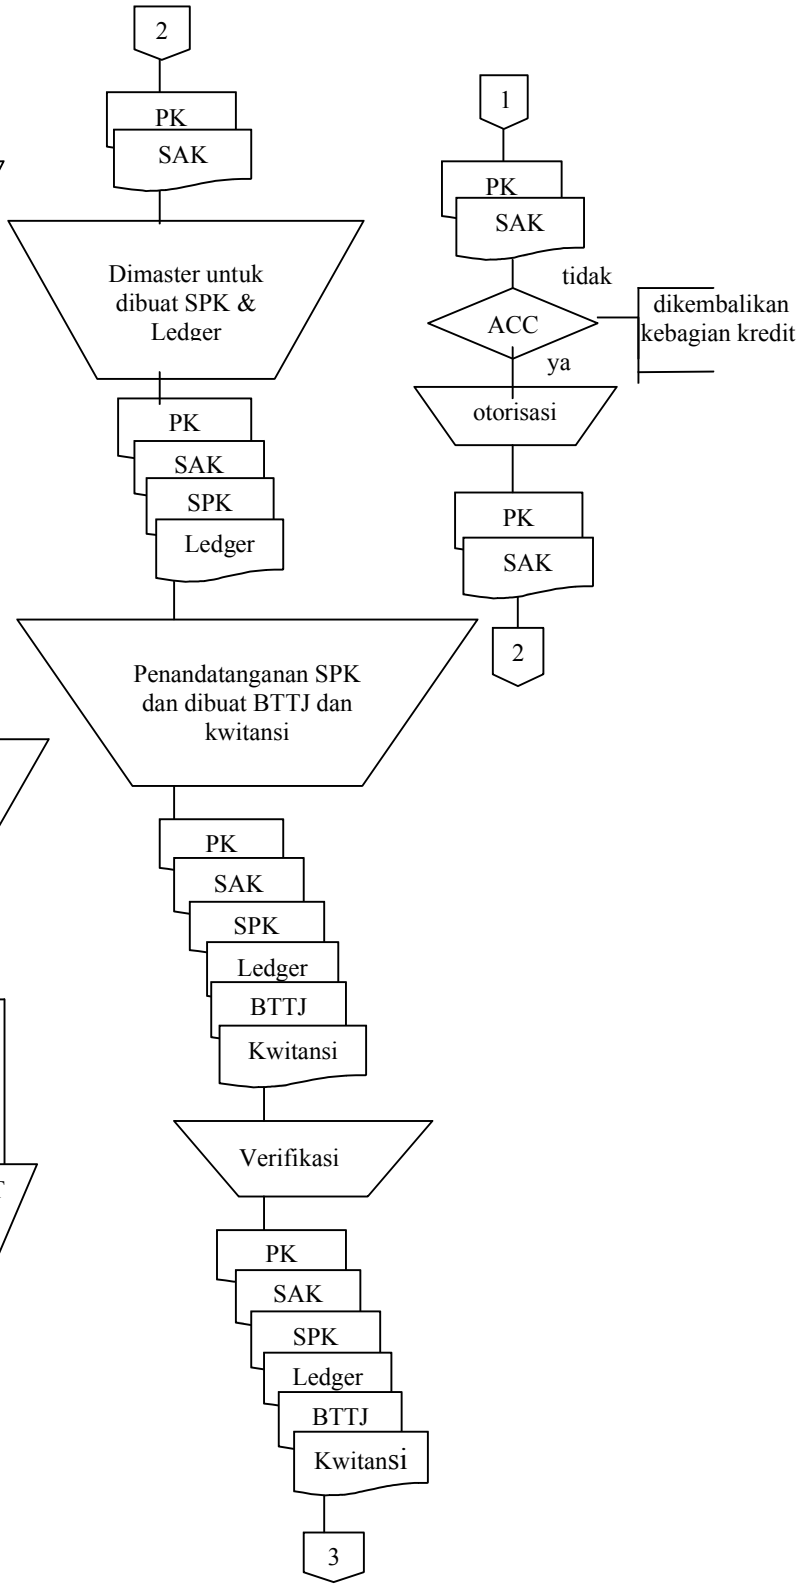 2
PK
SAK
Dimaster untuk
dibuat SPK &
Ledger
PK
SAK
SPK
Ledger
Penandatanganan SPK
dan dibuat BTTJ dan
kwitansi
PK
SAK
SPK
Ledger
BTTJ
Kwitansi
Verifikasi
PK
SAK
SPK
Ledger
BTTJ
Kwitansi
3
1
PK
SAK
tidak
ACC
dikembalikan
kebagian kredit
ya
otorisasi
PK
SAK
2